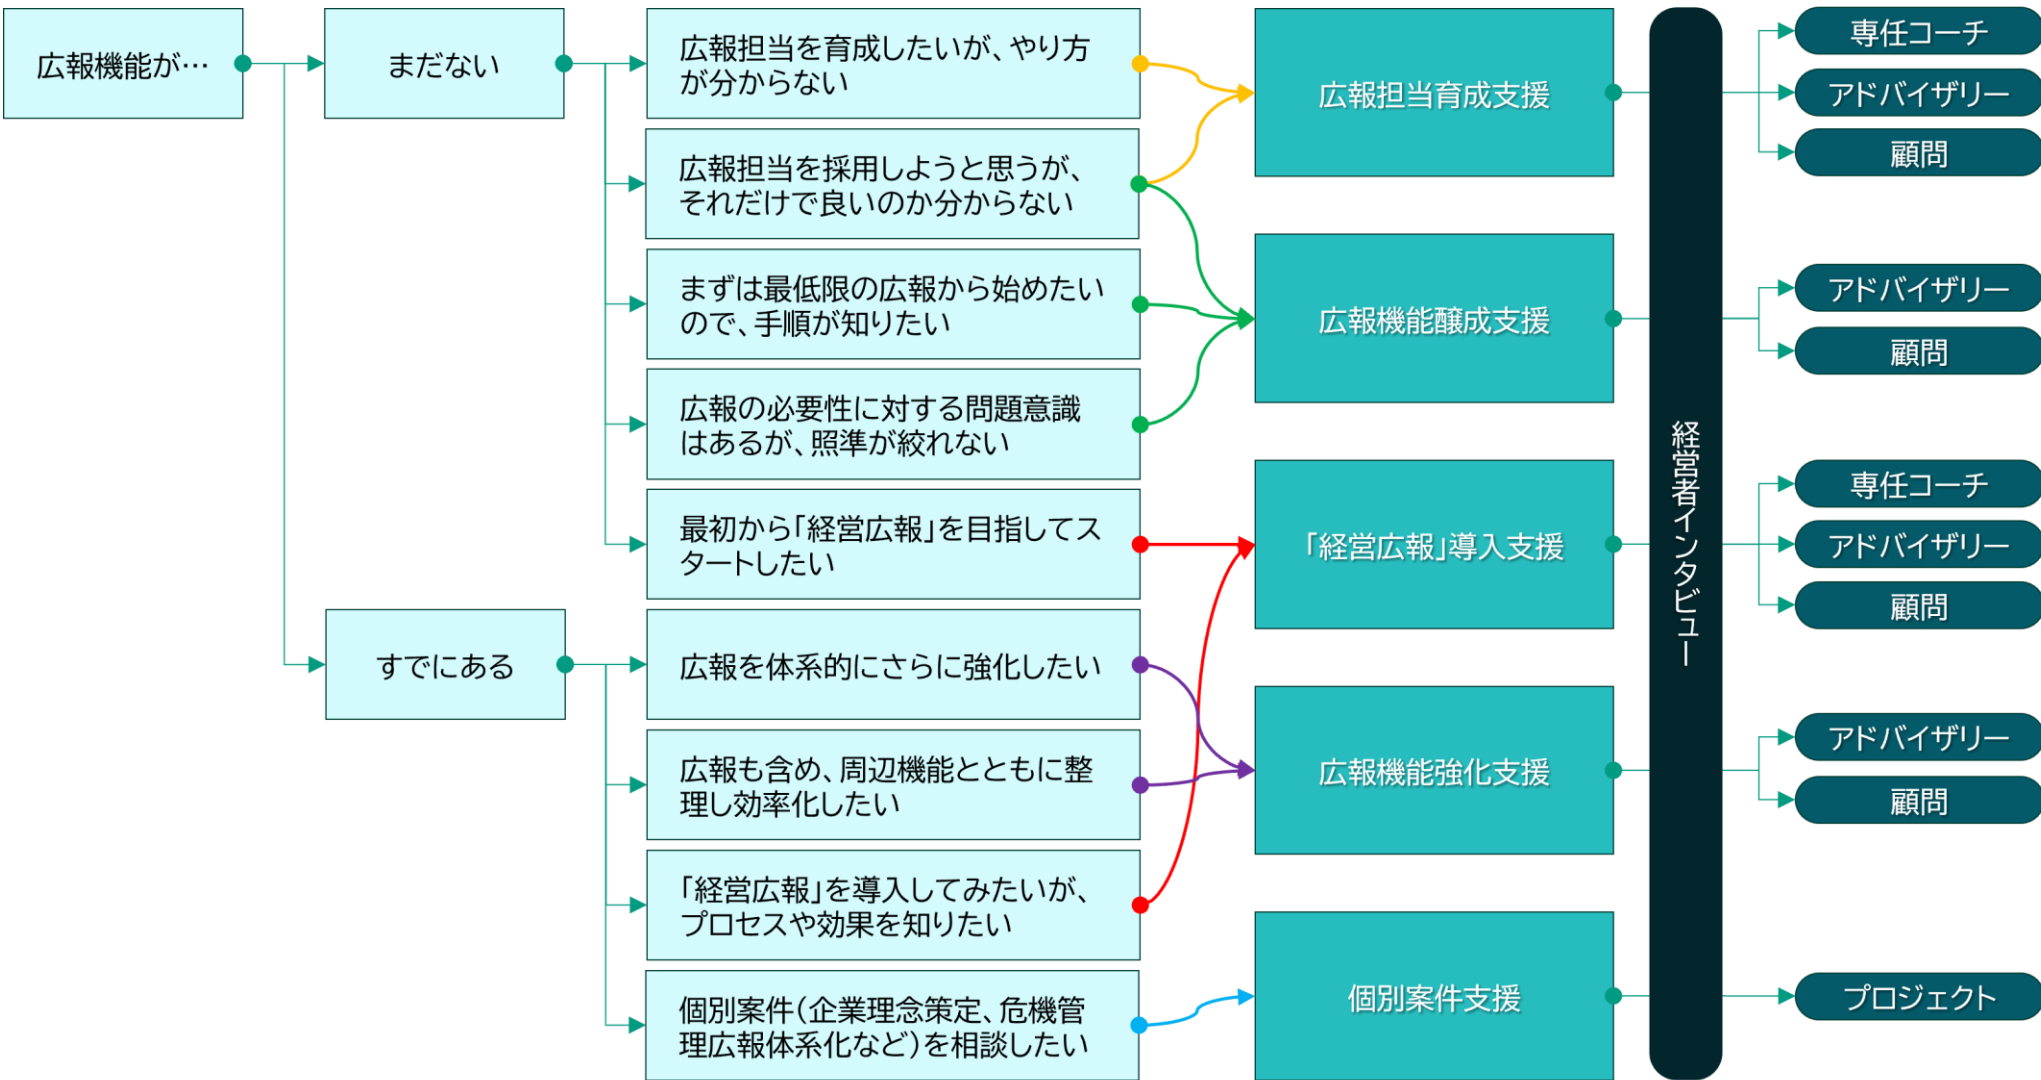 広報機能が…
まだない
広報担当を育成したいが、やり方
が分からない
広報担当を採用しようと思うが、
それだけで良いのか分からない
まずは最低限の広報から始めたい
ので、手順が知りたい
広報の必要性に対する問題意識
はあるが、照準が絞れない
最初から「経営広報」を目指してス
タートしたい
すでにある
広報を体系的にさらに強化したい
広報も含め、周辺機能とともに整
理し効率化したい
「経営広報」を導入してみたいが、
プロセスや効果を知りたい
個別案件(企業理念策定、危機管
理広報体系化など)を相談したい
広報担当育成支援
広報機能醸成支援
「経営広報」導入支援
広報機能強化支援
個別案件支援
経営者インタビュー
専任コーチ
アドバイザリー
顧問
アドバイザリー
顧問
専任コーチ
アドバイザリー
顧問
アドバイザリー
顧問
プロジェクト